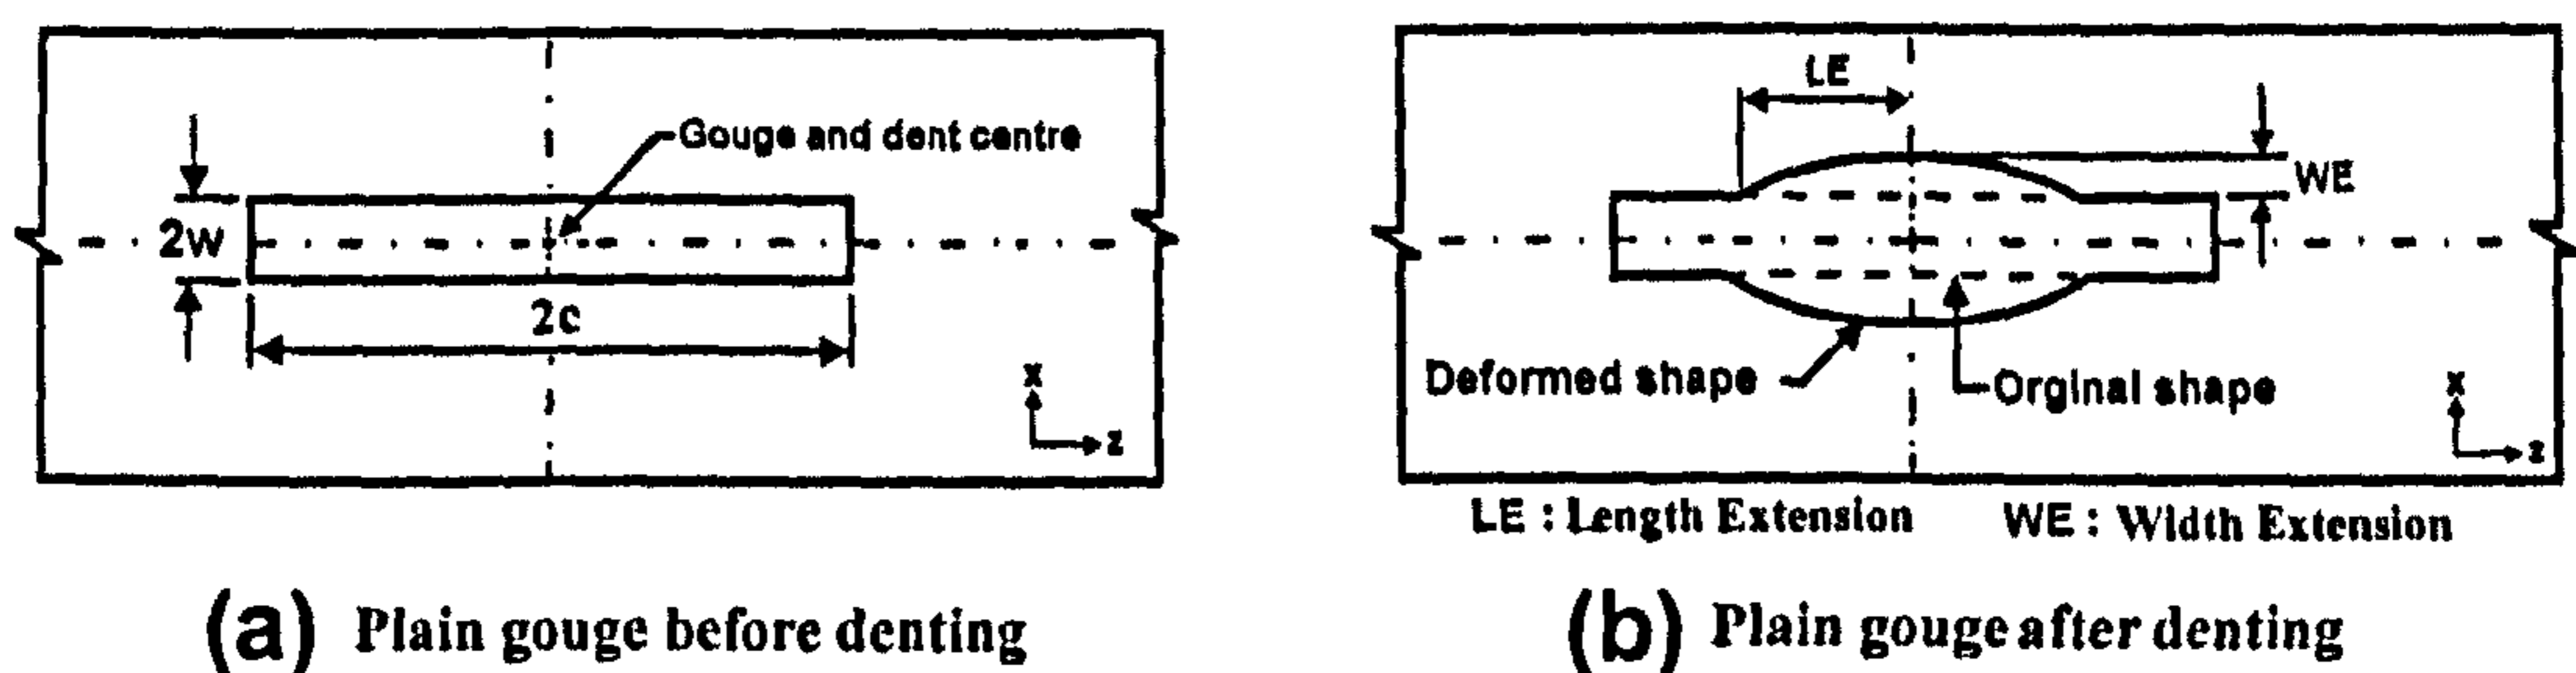 Gouge and dent centre
2w
2c
x
z
(a) Plain gouge before denting
LE
WE
Deformed shape
Orginal shape
x
z
LE : Length Extension
WE : Width Extension
(b) Plain gouge after denting